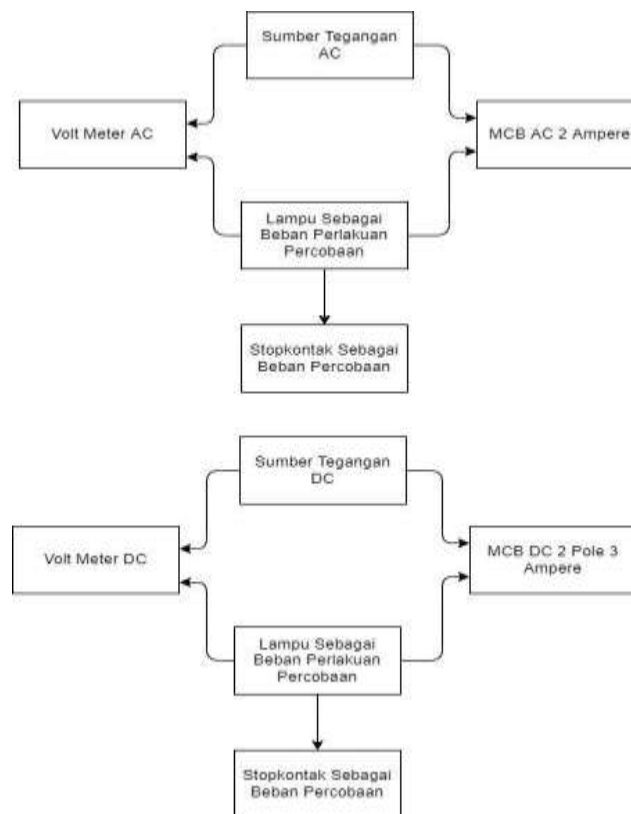 Sumber Tegangan
AC
Volt Meter AC
MCB AC 2 Ampere
Lampu Sebagai
Beban Perlakuan
Percobaan
Stopkontak Sebagai
Beban Percobaan
Sumber Tegangan
DC
Volt Meter DC
MCB DC 2 Pole 3
Ampere
Lampu Sebagai
Beban Perlakuan
Percobaan
Stopkontak Sebagai
Beban Percobaan